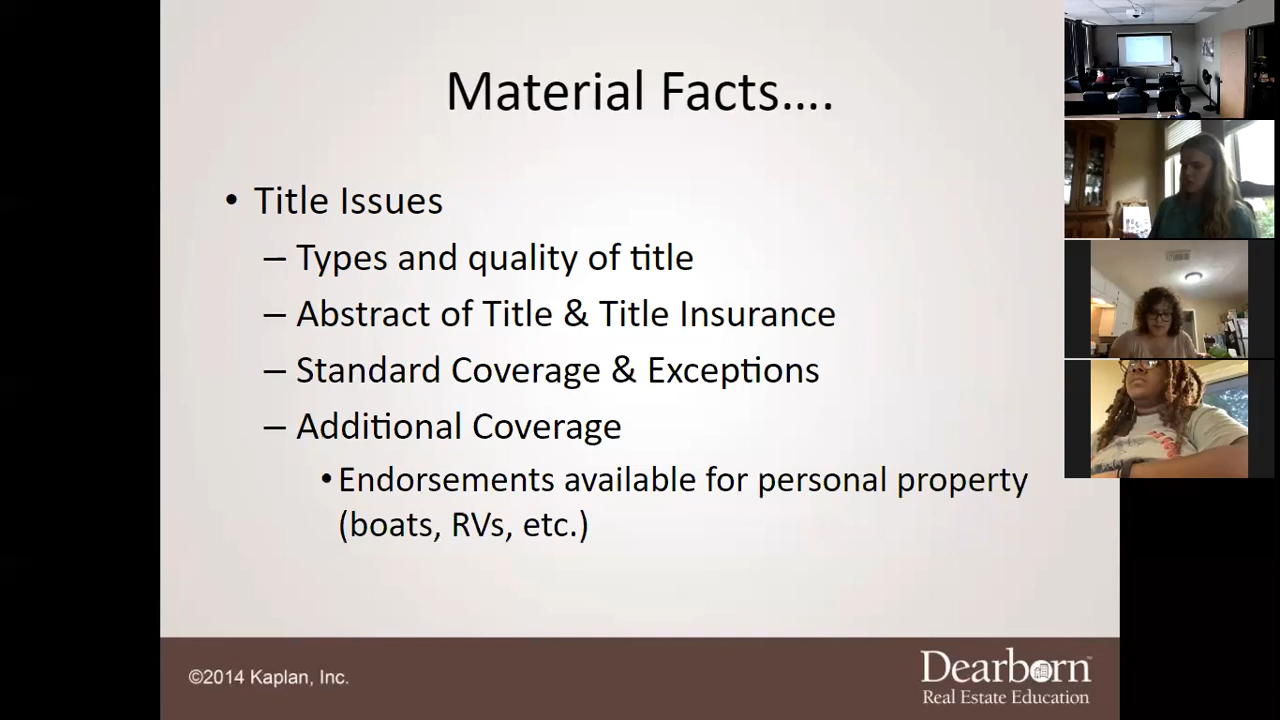 Material Facts....
• Title Issues
– Types and quality of title
– Abstract of Title & Title Insurance
– Standard Coverage & Exceptions
– Additional Coverage
• Endorsements available for personal property
(boats, RVs, etc.)
©2014 Kaplan, Inc.
Dearborn™
Real Estate Education